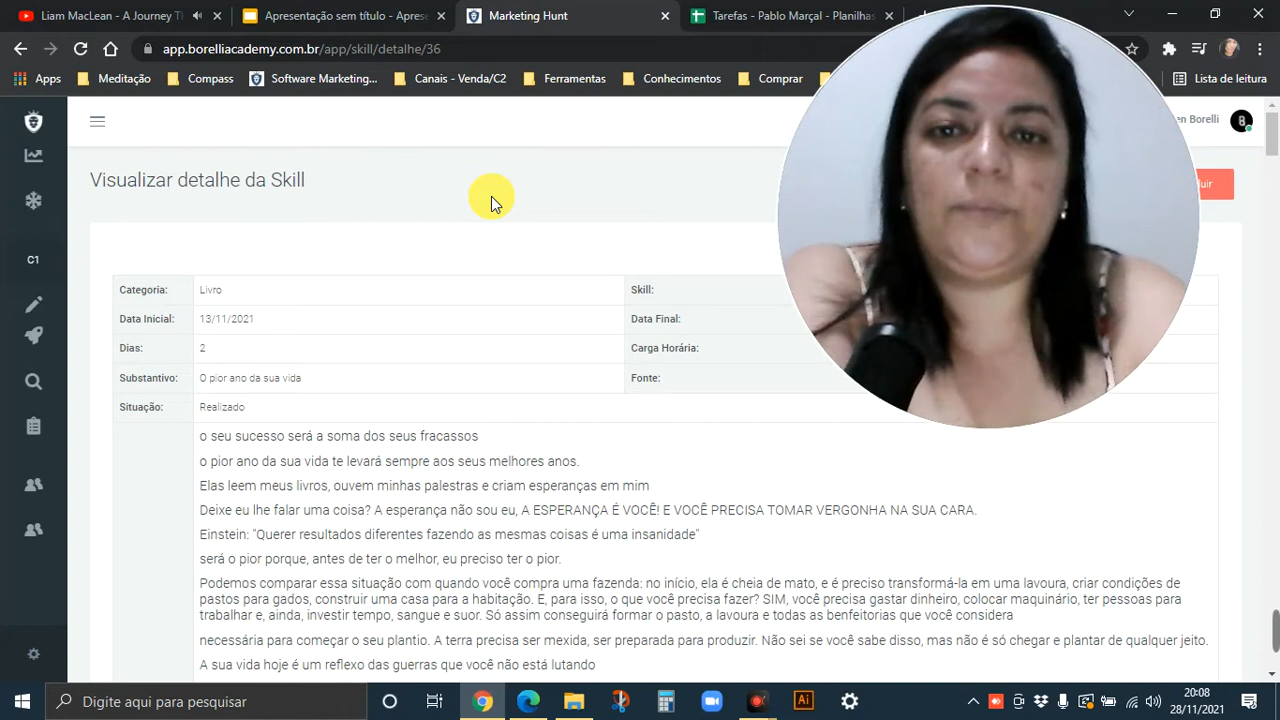 Liam MacLean - A Journey T
Apresentação sem título - Apres
Marketing Hunt
Tarefas - Pablo Marçal - Planilhas
app.borelliacademy.com.br/app/skill/detalhe/36
Apps
Meditação
Compass
Software Marketing...
Canais - Venda/C2
Ferramentas
Conhecimentos
Comprar
Lista de leitura
en Borelli
Visualizar detalhe da Skill
uir
C1
Categoria: Livro Skill:
Data Inicial: 13/11/2021 Data Final:
Dias: 2 Carga Horária:
Substantivo: O pior ano da sua vida Fonte:
Situação: Realizado
o seu sucesso será a soma dos seus fracassos
o pior ano da sua vida te levará sempre aos seus melhores anos.
Elas leem meus livros, ouvem minhas palestras e criam esperanças em mim
Deixe eu lhe falar uma coisa? A esperança não sou eu, A ESPERANÇA É VOCÊ! E VOCÊ PRECISA TOMAR VERGONHA NA SUA CARA.
Einstein: "Querer resultados diferentes fazendo as mesmas coisas é uma insanidade"
será o pior porque, antes de ter o melhor, eu preciso ter o pior.
Podemos comparar essa situação com quando você compra uma fazenda: no início, ela é cheia de mato, e é preciso transformá-la em uma lavoura, criar condições de
pastos para gados, construir uma casa para a habitação. E, para isso, o que você precisa fazer? SIM, você precisa gastar dinheiro, colocar maquinário, ter pessoas para
trabalhar e, ainda, investir tempo, sangue e suor. Só assim conseguirá formar o pasto, a lavoura e todas as benfeitorias que você considera
necessária para começar o seu plantio. A terra precisa ser mexida, ser preparada para produzir. Não sei se você sabe disso, mas não é só chegar e plantar de qualquer jeito.
A sua vida hoje é um reflexo das guerras que você não está lutando
Digite aqui para pesquisar
Ai
20:08
28/11/2021